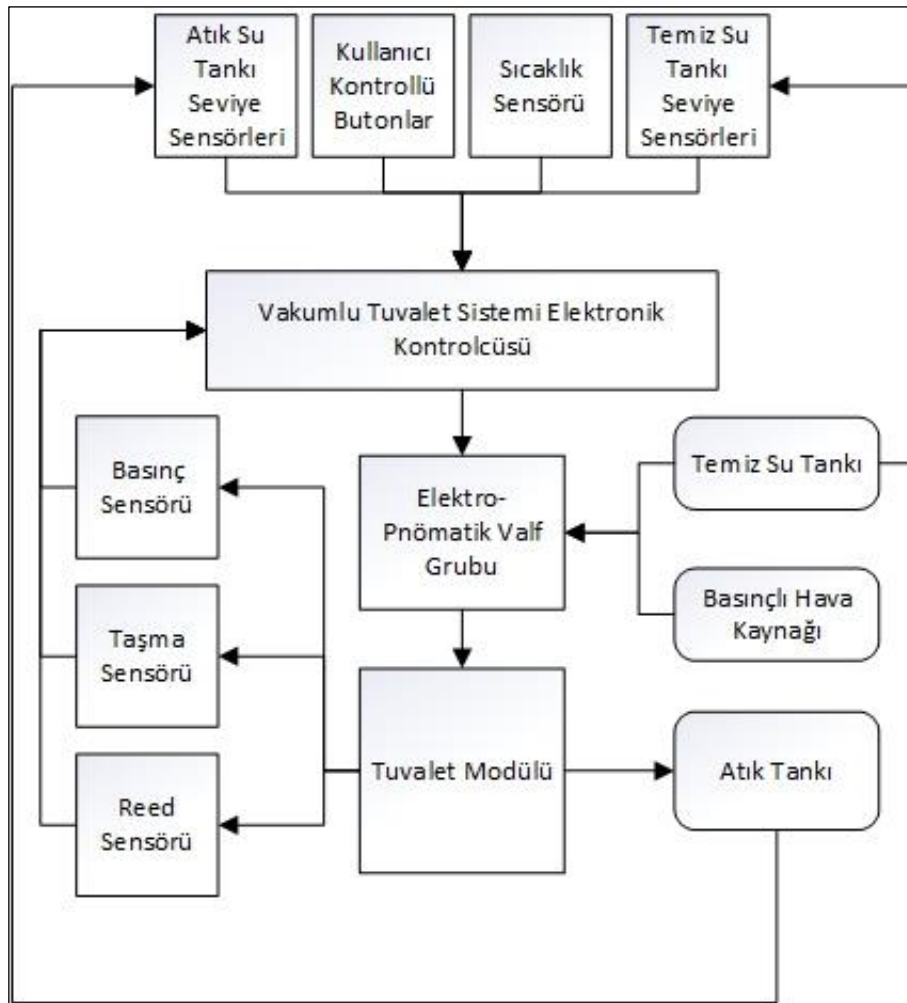 Atık Su
Tankı
Seviye
Sensörleri
Kullanıcı
Kontrollü
Butonlar
Sıcaklık
Sensörü
Temiz Su
Tankı
Seviye
Sensörleri
Vakumlu Tuvalet Sistemi Elektronik
Kontrolcüsü
Basınç
Sensörü
Elektro-
Pnömatik Valf
Grubu
Temiz Su Tankı
Basınçlı Hava
Kaynağı
Taşma
Sensörü
Tuvalet Modülü
Atık Tankı
Reed
Sensörü